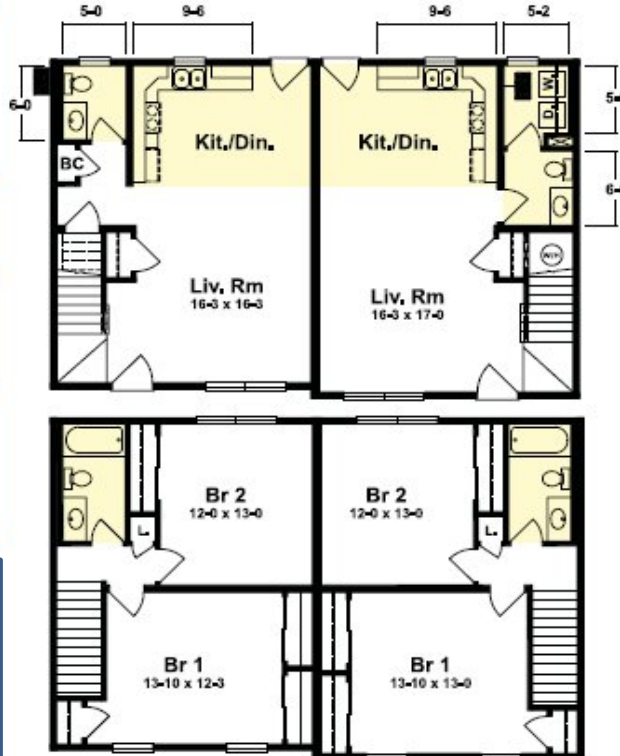 5-0 9-6 9-6 5-2
6-0
W.
D.
Kit./Din. Kit./Din.
BC
W/H
Liv. Rm
16-3 x 16-3
Liv. Rm
16-3 x 17-0
Br 2
12-0 x 13-0
Br 2
12-0 x 13-0
L. L.
Br 1
13-10 x 12-3
Br 1
13-10 x 13-0